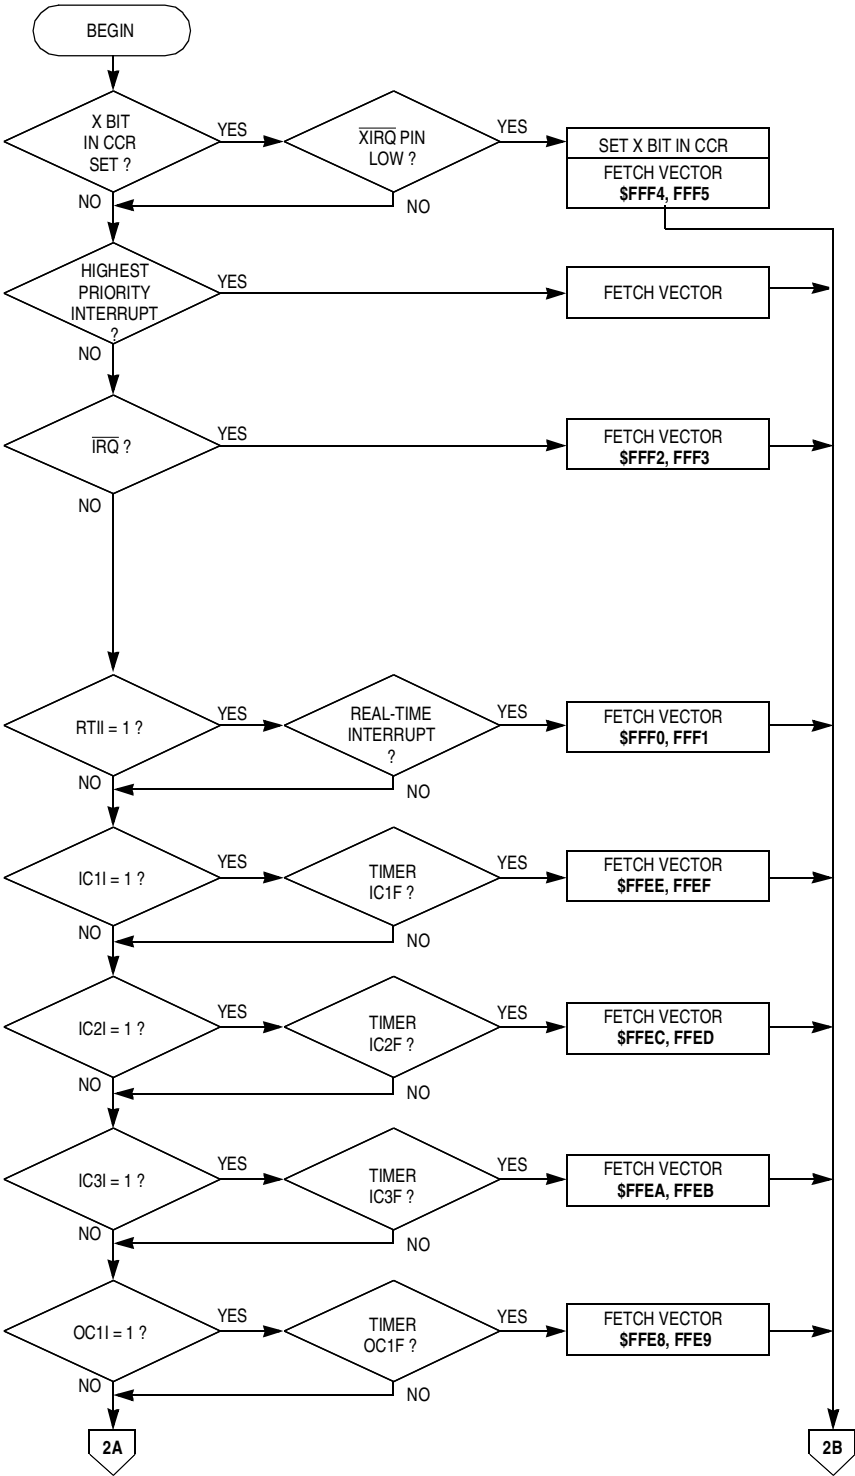 BEGIN
X BIT
IN CCR
SET ?
YES
XIRQ PIN
LOW ?
YES
SET X BIT IN CCR
FETCH VECTOR
$FFF4, FFF5
NO
NO
HIGHEST
PRIORITY
INTERRUPT
?
YES
FETCH VECTOR
NO
IRQ ?
YES
FETCH VECTOR
$FFF2, FFF3
NO
RTII = 1 ?
YES
REAL-TIME
INTERRUPT
?
YES
FETCH VECTOR
$FFF0, FFF1
NO
NO
IC1I = 1 ?
YES
TIMER
IC1F ?
YES
FETCH VECTOR
$FFEE, FFEF
NO
NO
IC2I = 1 ?
YES
TIMER
IC2F ?
YES
FETCH VECTOR
$FFEC, FFED
NO
NO
IC3I = 1 ?
YES
TIMER
IC3F ?
YES
FETCH VECTOR
$FFEA, FFEB
NO
NO
OC1I = 1 ?
YES
TIMER
OC1F ?
YES
FETCH VECTOR
$FFE8, FFE9
NO
NO
2A
2B